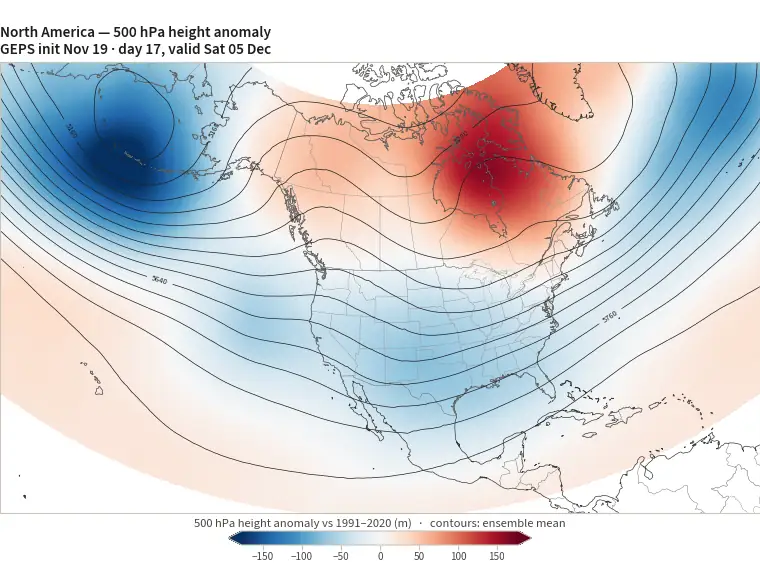 North America — 500 hPa height anomaly
GEPS init Nov 19 · day 17, valid Sat 05 Dec
5640
5760
500 hPa height anomaly vs 1991–2020 (m) · contours: ensemble mean
−150 −100 −50 0 50 100 150